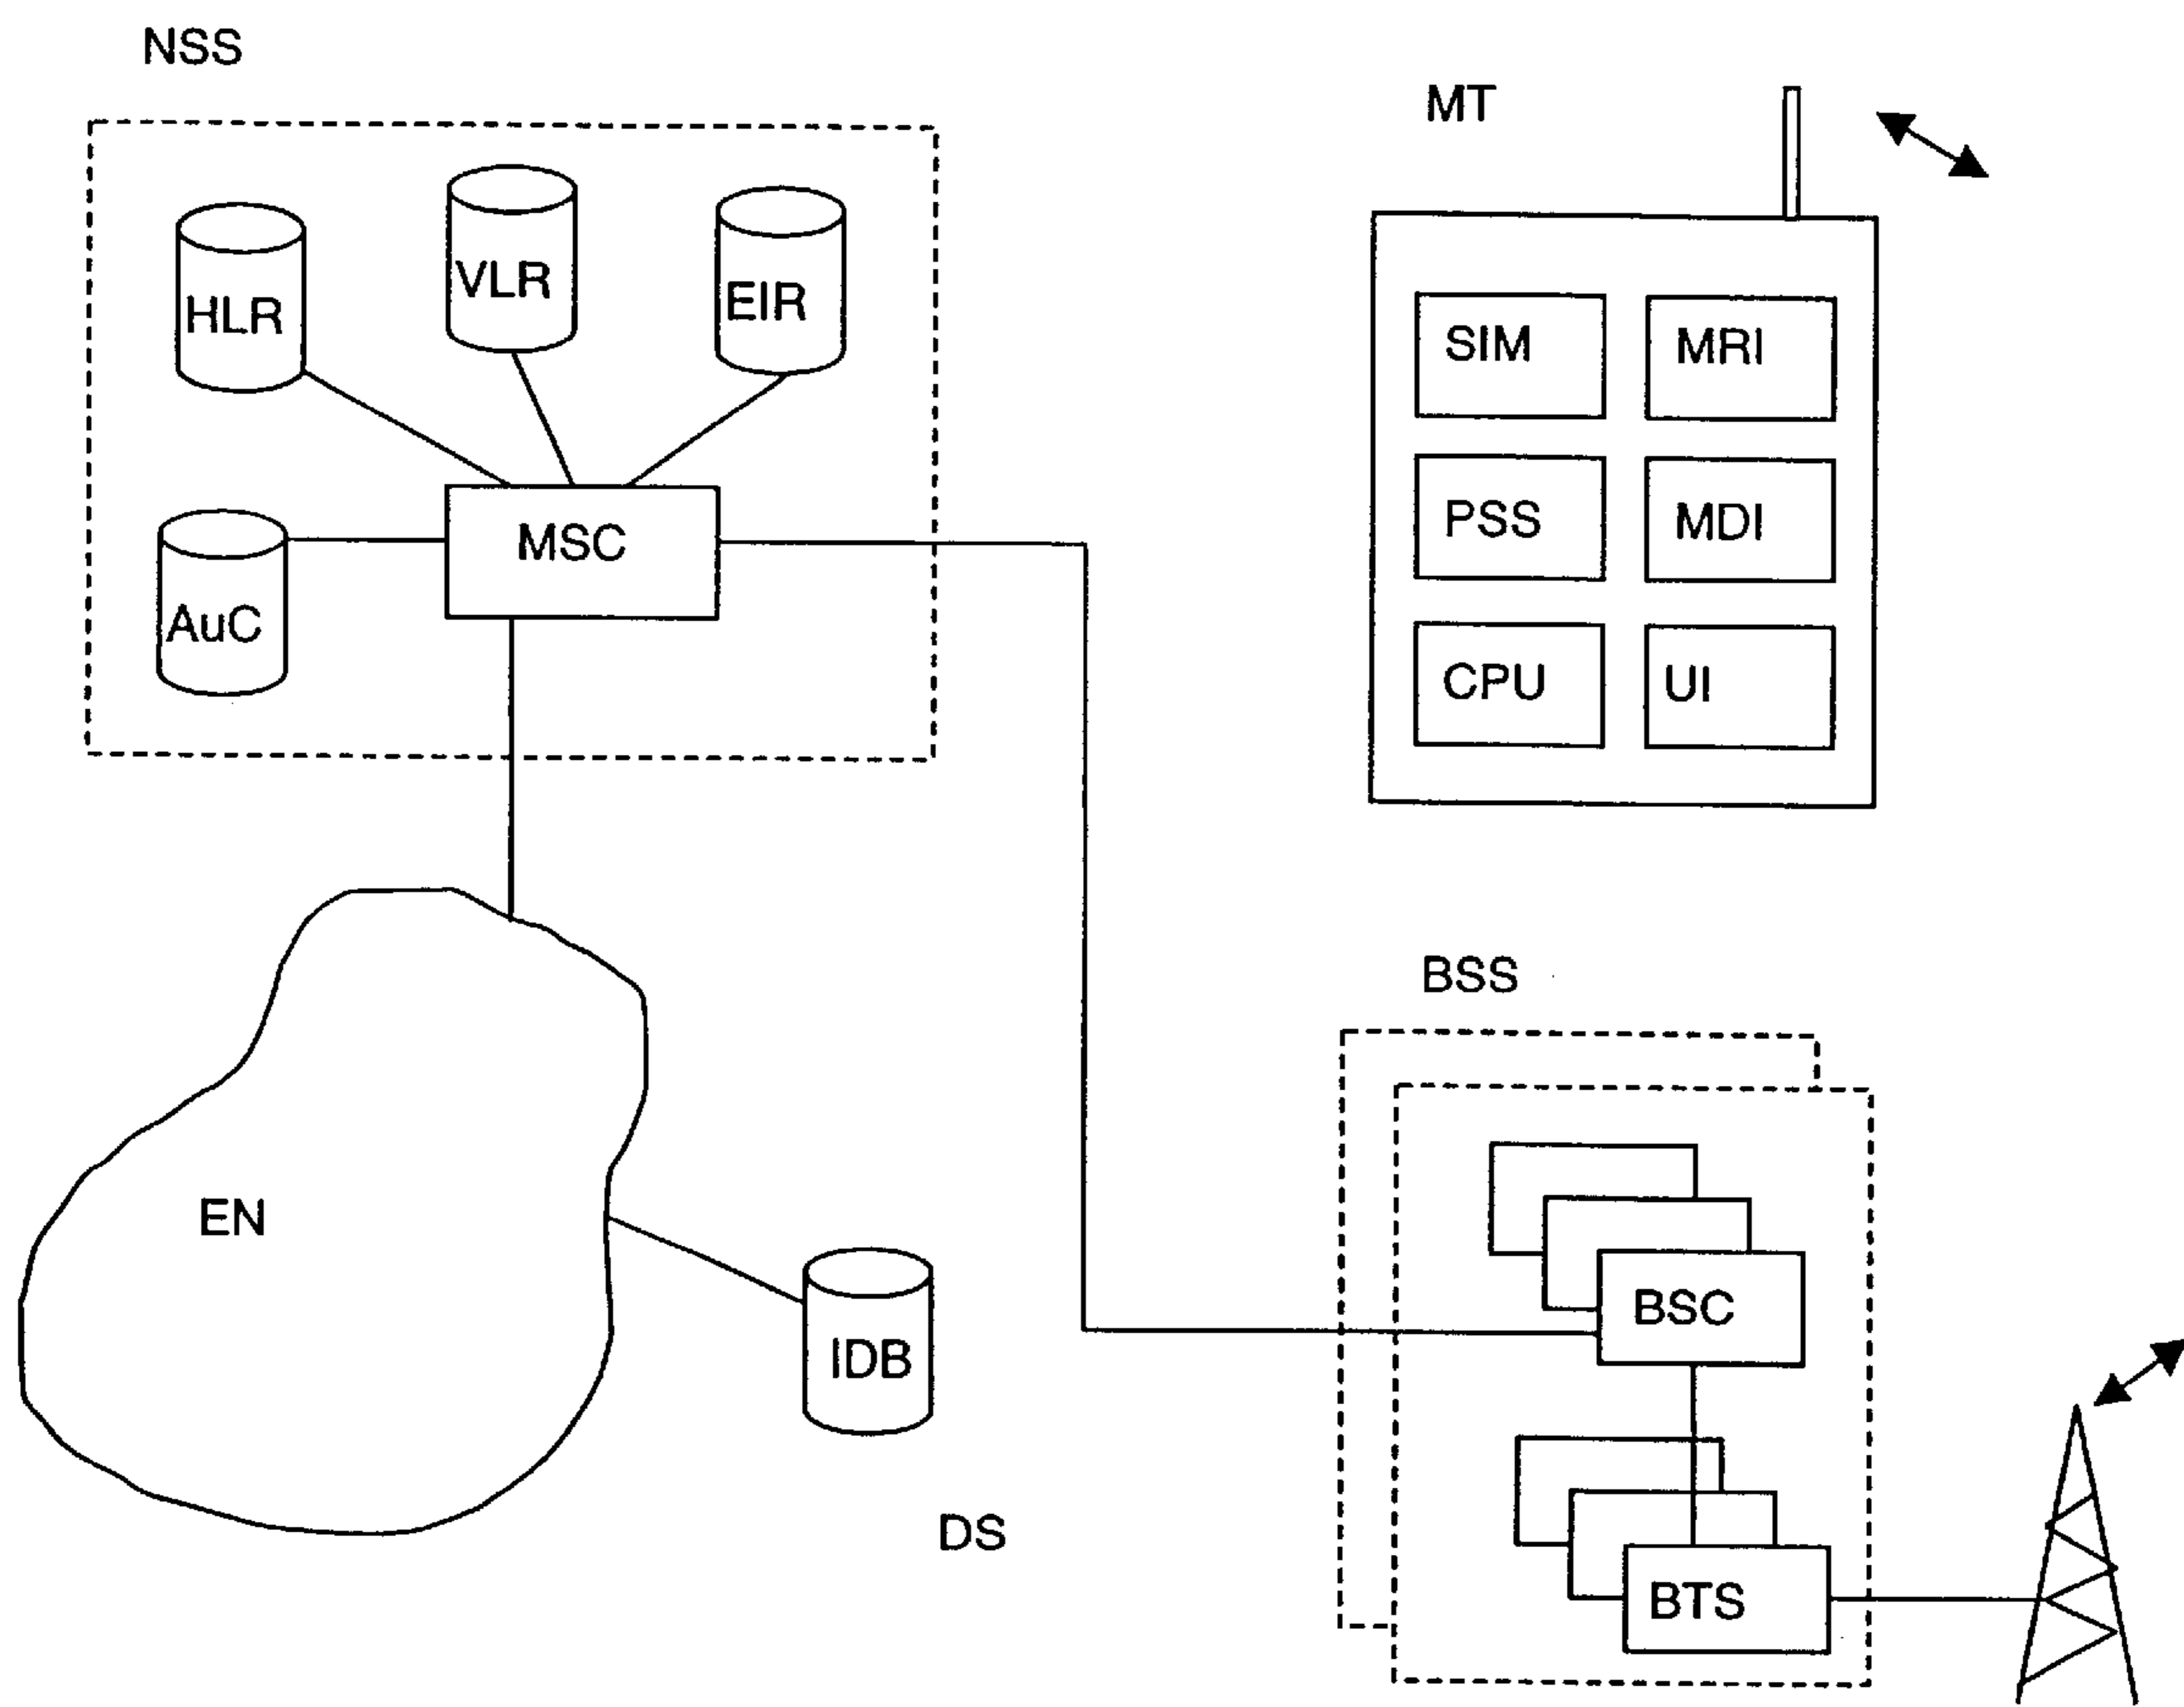 NSS
MT
HLR
VLR
EIR
AuC
MSC
SIM
MRI
PSS
MDI
CPU
UI
BSS
EN
IDB
DS
BSC
BTS